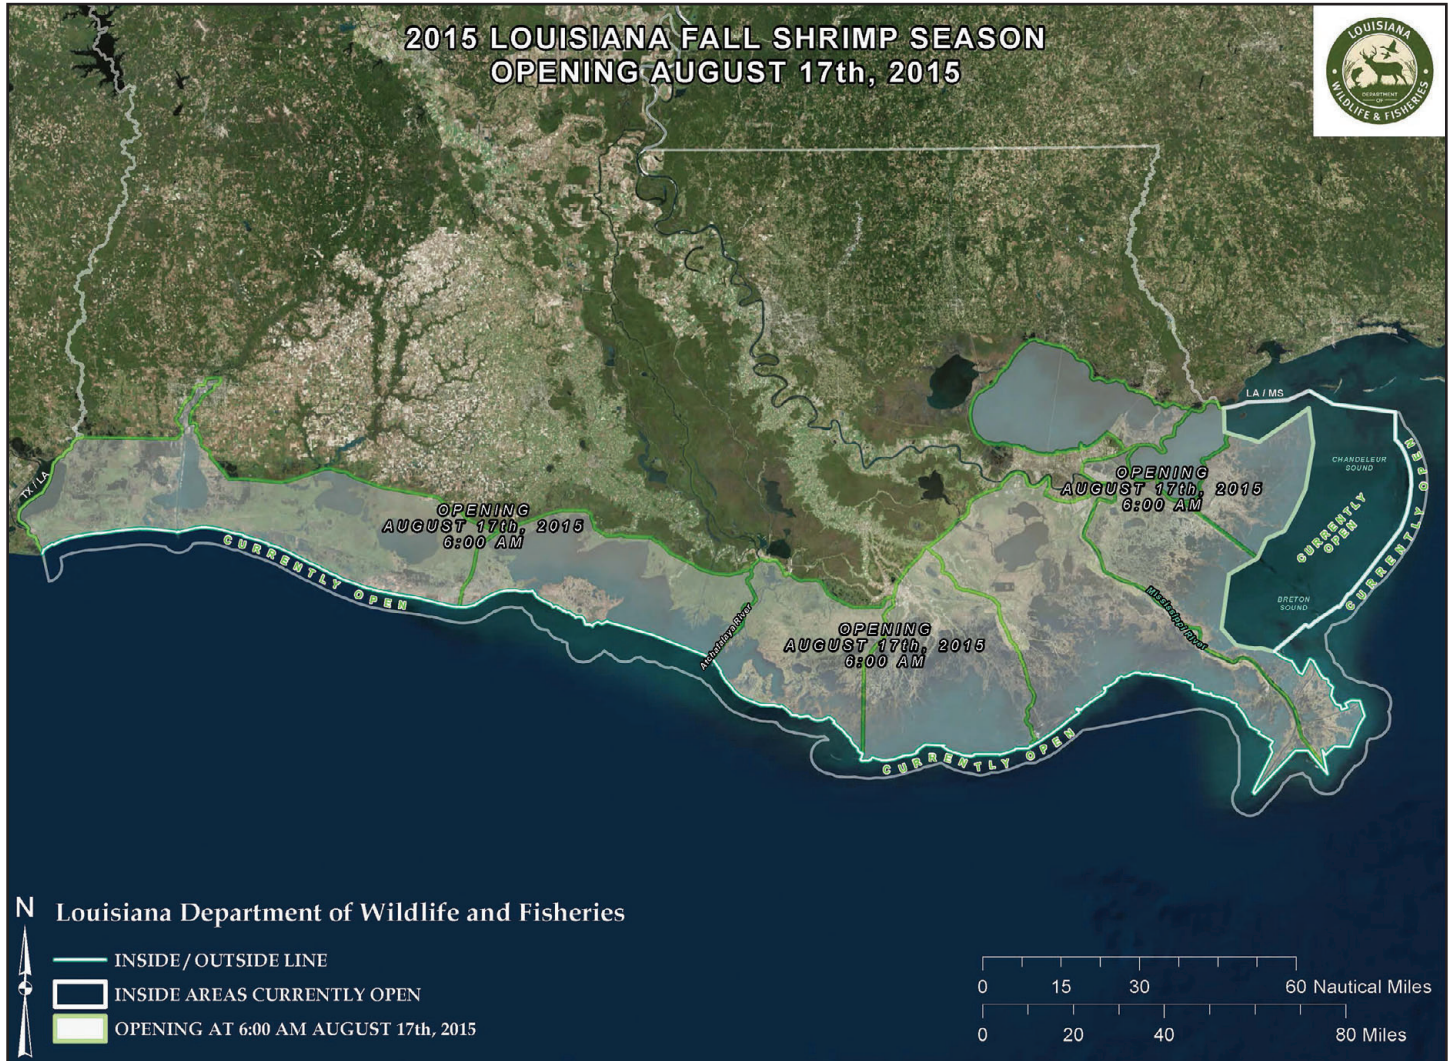 2015 LOUISIANA FALL SHRIMP SEASON
OPENING AUGUST 17th, 2015
LOUISIANA
DEPARTMENT
OF
WILDLIFE & FISHERIES
LA / MS
CHANDELEUR
SOUND
CURRENTLY
OPEN
CURRENTLY OPEN
BRETON
SOUND
TX / LA
OPENING
AUGUST 17th, 2015
6:00 AM
OPENING
AUGUST 17th, 2015
6:00 AM
CURRENTLY OPEN
Atchafalaya River
OPENING
AUGUST 17th, 2015
6:00 AM
Mississippi River
CURRENTLY OPEN
N
Louisiana Department of Wildlife and Fisheries
INSIDE / OUTSIDE LINE
INSIDE AREAS CURRENTLY OPEN
OPENING AT 6:00 AM AUGUST 17th, 2015
0 15 30 60 Nautical Miles
0 20 40 80 Miles